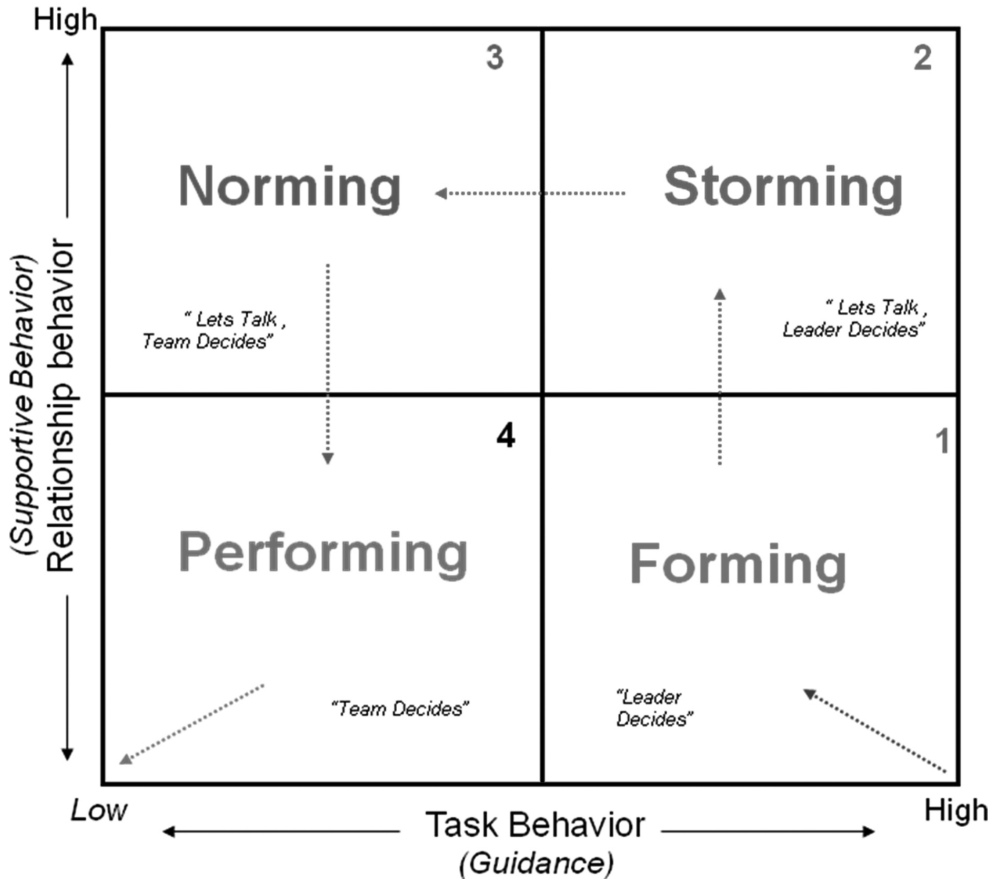 High
3
2
Norming
Storming
“ Lets Talk ,
Team Decides”
“ Lets Talk ,
Leader Decides”
(Supportive Behavior)
Relationship behavior
4
1
Performing
Forming
“Team Decides”
“Leader
Decides”
Low
High
Task Behavior
(Guidance)